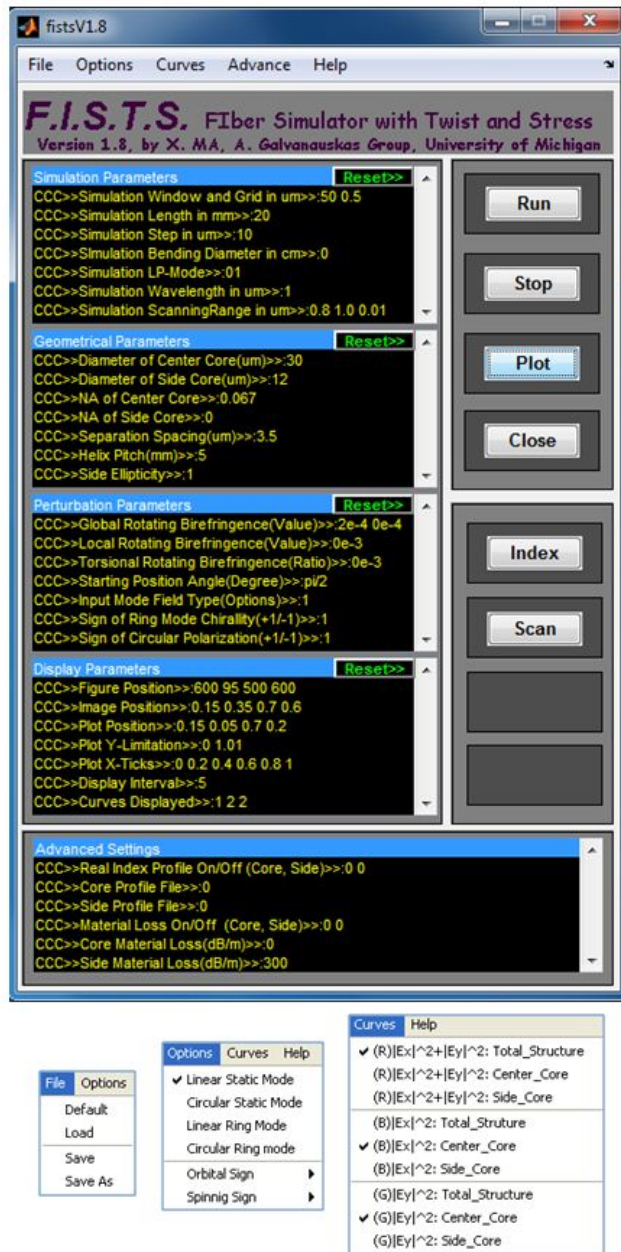 fistsV1.8
File Options Curves Advance Help
F.I.S.T.S. FIber Simulator with Twist and Stress
Version 1.8, by X. MA, A. Galvanauskas Group, University of Michigan
Simulation Parameters Reset>>
CCC>>Simulation Window and Grid in um>>:50 0.5
CCC>>Simulation Length in mm>>:20
CCC>>Simulation Step in um>>:10
CCC>>Simulation Bending Diameter in cm>>:0
CCC>>Simulation LP-Mode>>:01
CCC>>Simulation Wavelength in um>>:1
CCC>>Simulation ScanningRange in um>>:0.8 1.0 0.01
Geometrical Parameters Reset>>
CCC>>Diameter of Center Core(um)>>:30
CCC>>Diameter of Side Core(um)>>:12
CCC>>NA of Center Core>>:0.067
CCC>>NA of Side Core>>:0
CCC>>Separation Spacing(um)>>:3.5
CCC>>Helix Pitch(mm)>>:5
CCC>>Side Ellipticity>>:1
Perturbation Parameters Reset>>
CCC>>Global Rotating Birefringence(Value)>>:2e-4 0e-4
CCC>>Local Rotating Birefringence(Value)>>:0e-3
CCC>>Torsional Rotating Birefringence(Ratio)>>:0e-3
CCC>>Starting Position Angle(Degree)>>:pi/2
CCC>>Input Mode Field Type(Options)>>:1
CCC>>Sign of Ring Mode Chirallity(+1/-1)>>:1
CCC>>Sign of Circular Polarization(+1/-1)>>:1
Display Parameters Reset>>
CCC>>Figure Position>>:600 95 500 600
CCC>>Image Position>>:0.15 0.35 0.7 0.6
CCC>>Plot Position>>:0.15 0.05 0.7 0.2
CCC>>Plot Y-Limitation>>:0 1.01
CCC>>Plot X-Ticks>>:0 0.2 0.4 0.6 0.8 1
CCC>>Display Interval>>:5
CCC>>Curves Displayed>>:1 2 2
Run
Stop
Plot
Close
Index
Scan
Advanced Settings
CCC>>Real Index Profile On/Off (Core, Side)>>:0 0
CCC>>Core Profile File>>:0
CCC>>Side Profile File>>:0
CCC>>Material Loss On/Off (Core, Side)>>:0 0
CCC>>Core Material Loss(dB/m)>>:0
CCC>>Side Material Loss(dB/m)>>:300
File Options
Default
Load
Save
Save As
Options Curves Help
Linear Static Mode
Circular Static Mode
Linear Ring Mode
Circular Ring mode
Orbital Sign
Spinnig Sign
Curves Help
(R)|Ex|^2+|Ey|^2: Total_Structure
(R)|Ex|^2+|Ey|^2: Center_Core
(R)|Ex|^2+|Ey|^2: Side_Core
(B)|Ex|^2: Total_Struture
(B)|Ex|^2: Center_Core
(B)|Ex|^2: Side_Core
(G)|Ey|^2: Total_Structure
(G)|Ey|^2: Center_Core
(G)|Ey|^2: Side_Core